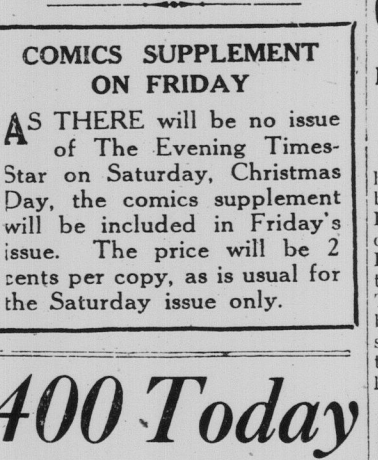 COMICS SUPPLEMENT
ON FRIDAY
AS THERE will be no issue
of The Evening Times-
Star on Saturday, Christmas
Day, the comics supplement
will be included in Friday's
issue. The price will be 2
cents per copy, as is usual for
the Saturday issue only.
400 Today